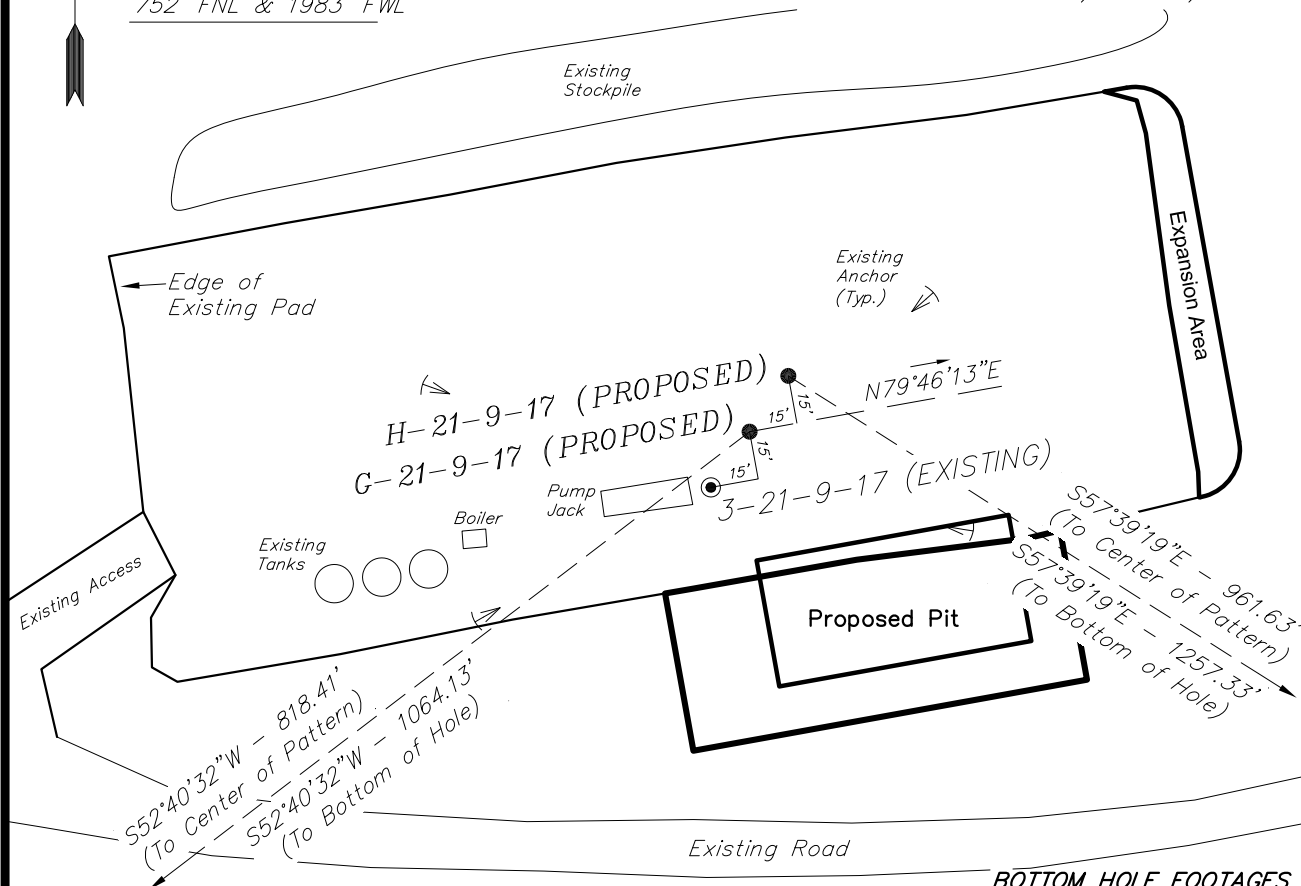 752' FNL & 1983' FWL
Existing
Stockpile
Edge of
Existing Pad
Existing
Anchor
(Typ.)
Expansion Area
H-21-9-17 (PROPOSED)
G-21-9-17 (PROPOSED)
15'
15'
15'
15'
N79°46'13"E
3-21-9-17 (EXISTING)
Pump
Jack
Boiler
Existing
Tanks
Existing Access
Proposed Pit
S57°39'19"E - 961.63'
(To Center of Pattern)
S57°39'19"E - 1257.33'
(To Bottom of Hole)
S52°40'32"W - 818.41'
(To Center of Pattern)
S52°40'32"W - 1064.13'
(To Bottom of Hole)
Existing Road
BOTTOM HOLE FOOTAGES